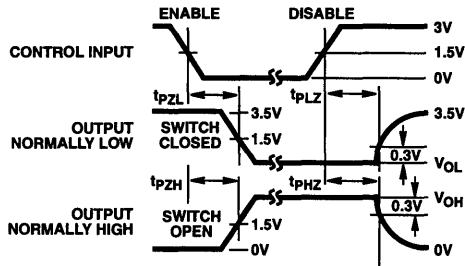 ENABLE DISABLE
3V
CONTROL INPUT 1.5V
0V
tPZL tPLZ
3.5V 3.5V
OUTPUT SWITCH
NORMALLY LOW CLOSED 1.5V
0.3V
VOL
tPZH tPHZ
VOH
0.3V
OUTPUT SWITCH
NORMALLY HIGH OPEN 1.5V
0V 0V